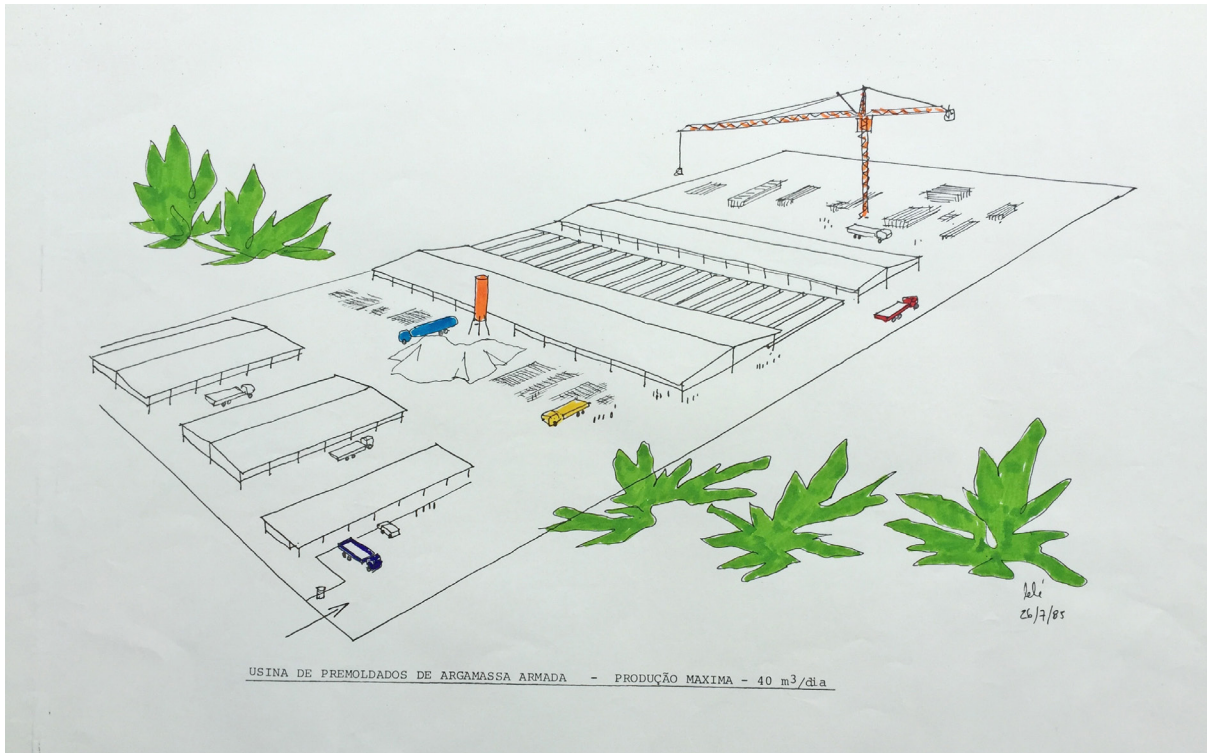 lelé
26/7/85
USINA DE PREMOLDADOS DE ARGAMASSA ARMADA - PRODUÇÃO MAXIMA - 40 m³/dia